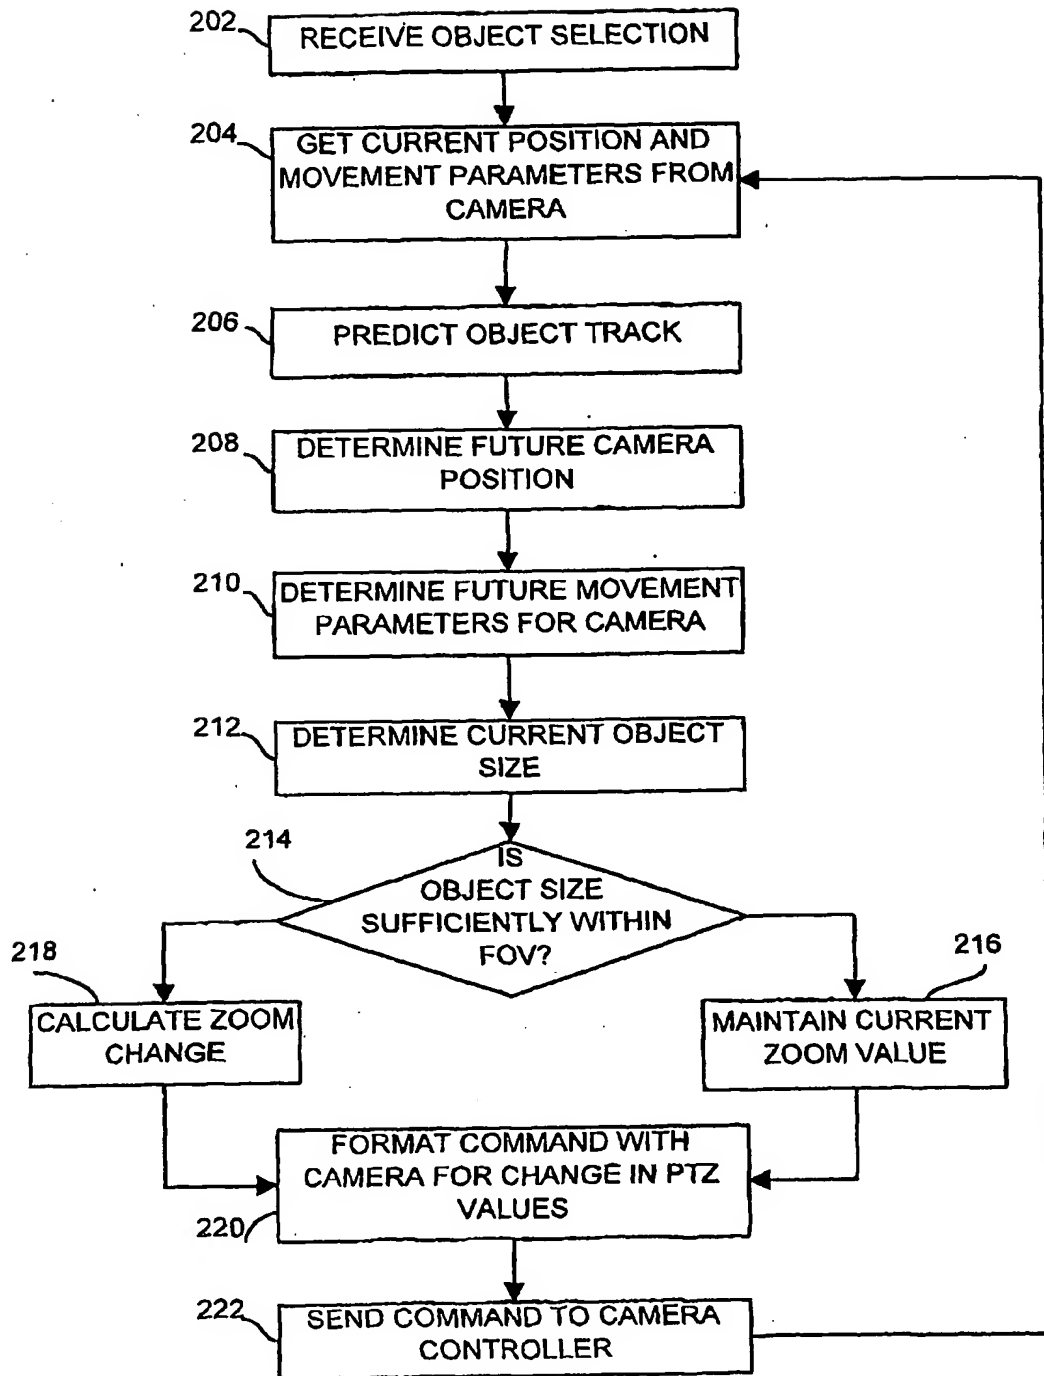 202
RECEIVE OBJECT SELECTION
204
GET CURRENT POSITION AND
MOVEMENT PARAMETERS FROM
CAMERA
206
PREDICT OBJECT TRACK
208
DETERMINE FUTURE CAMERA
POSITION
210
DETERMINE FUTURE MOVEMENT
PARAMETERS FOR CAMERA
212
DETERMINE CURRENT OBJECT
SIZE
214
IS
OBJECT SIZE
SUFFICIENTLY WITHIN
FOV?
218
CALCULATE ZOOM
CHANGE
216
MAINTAIN CURRENT
ZOOM VALUE
FORMAT COMMAND WITH
CAMERA FOR CHANGE IN PTZ
VALUES
220
222
SEND COMMAND TO CAMERA
CONTROLLER